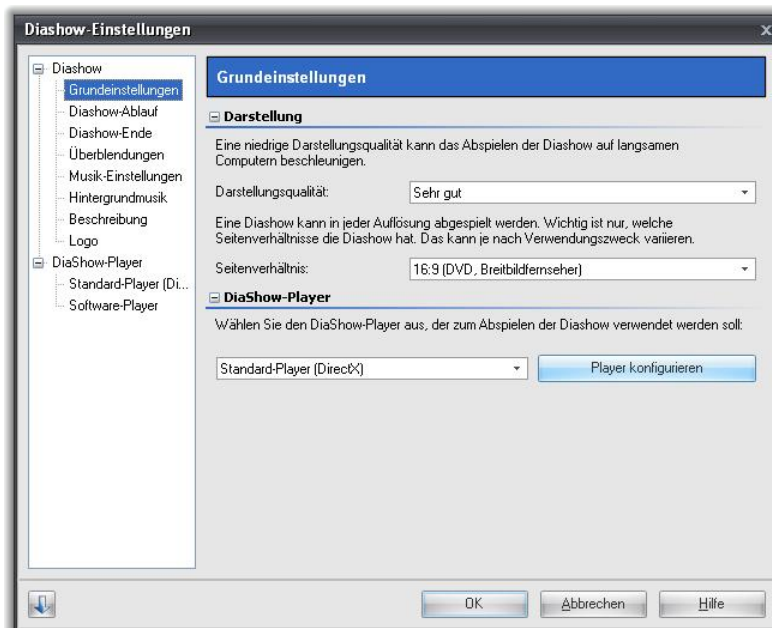 Diashow-Einstellungen
Diashow
Grundeinstellungen
Diashow-Ablauf
Diashow-Ende
Überblendungen
Musik-Einstellungen
Hintergrundmusik
Beschreibung
Logo
DiaShow-Player
Standard-Player (Di...
Software-Player
Grundeinstellungen
Darstellung
Eine niedrige Darstellungsqualität kann das Abspielen der Diashow auf langsamen
Computern beschleunigen.
Darstellungsqualität: Sehr gut
Eine Diashow kann in jeder Auflösung abgespielt werden. Wichtig ist nur, welche
Seitenverhältnisse die Diashow hat. Das kann je nach Verwendungszweck variieren.
Seitenverhältnis: 16:9 (DVD, Breitbildfernseher)
DiaShow-Player
Wählen Sie den DiaShow-Player aus, der zum Abspielen der Diashow verwendet werden soll:
Standard-Player (DirectX) Player konfigurieren
OK Abbrechen Hilfe